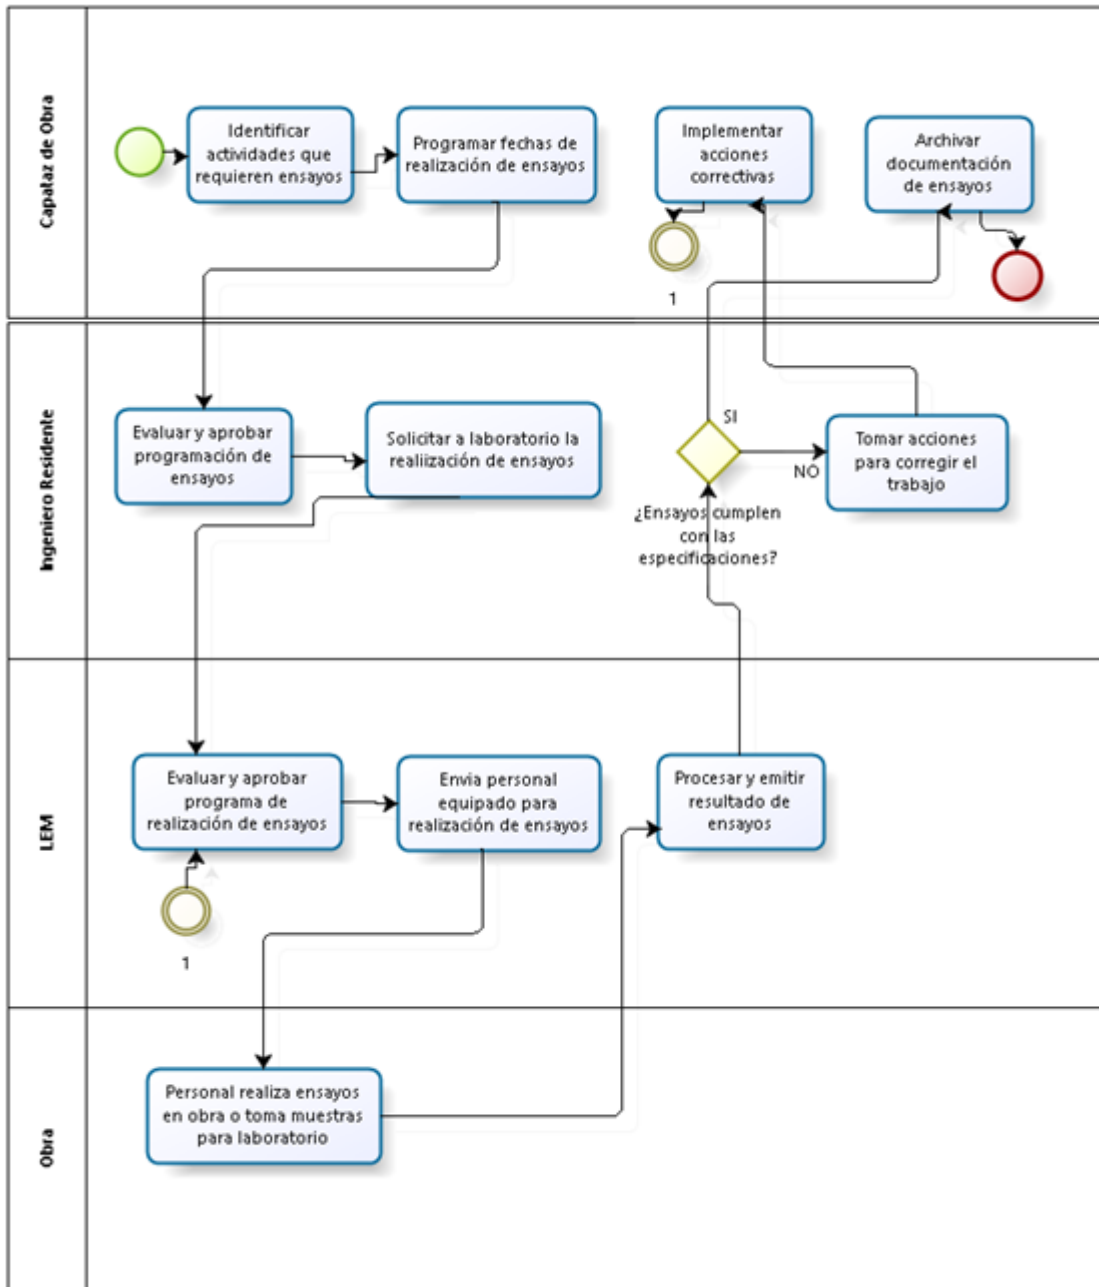 Capataz de Obra
Identificar
actividades que
requieren ensayos
Programar fechas de
realización de ensayos
Implementar
acciones
correctivas
Archivar
documentación
de ensayos
1
Ingeniero Residente
Evaluar y aprobar
programación de
ensayos
Solicitar a laboratorio la
realiización de ensayos
SI
NO
¿Ensayos cumplen
con las
especificaciones?
Tomar acciones
para corregir el
trabajo
LEM
Evaluar y aprobar
programa de
realización de ensayos
Envia personal
equipado para
realización de ensayos
Procesar y emitir
resultado de
ensayos
1
Obra
Personal realiza ensayos
en obra o toma muestras
para laboratorio